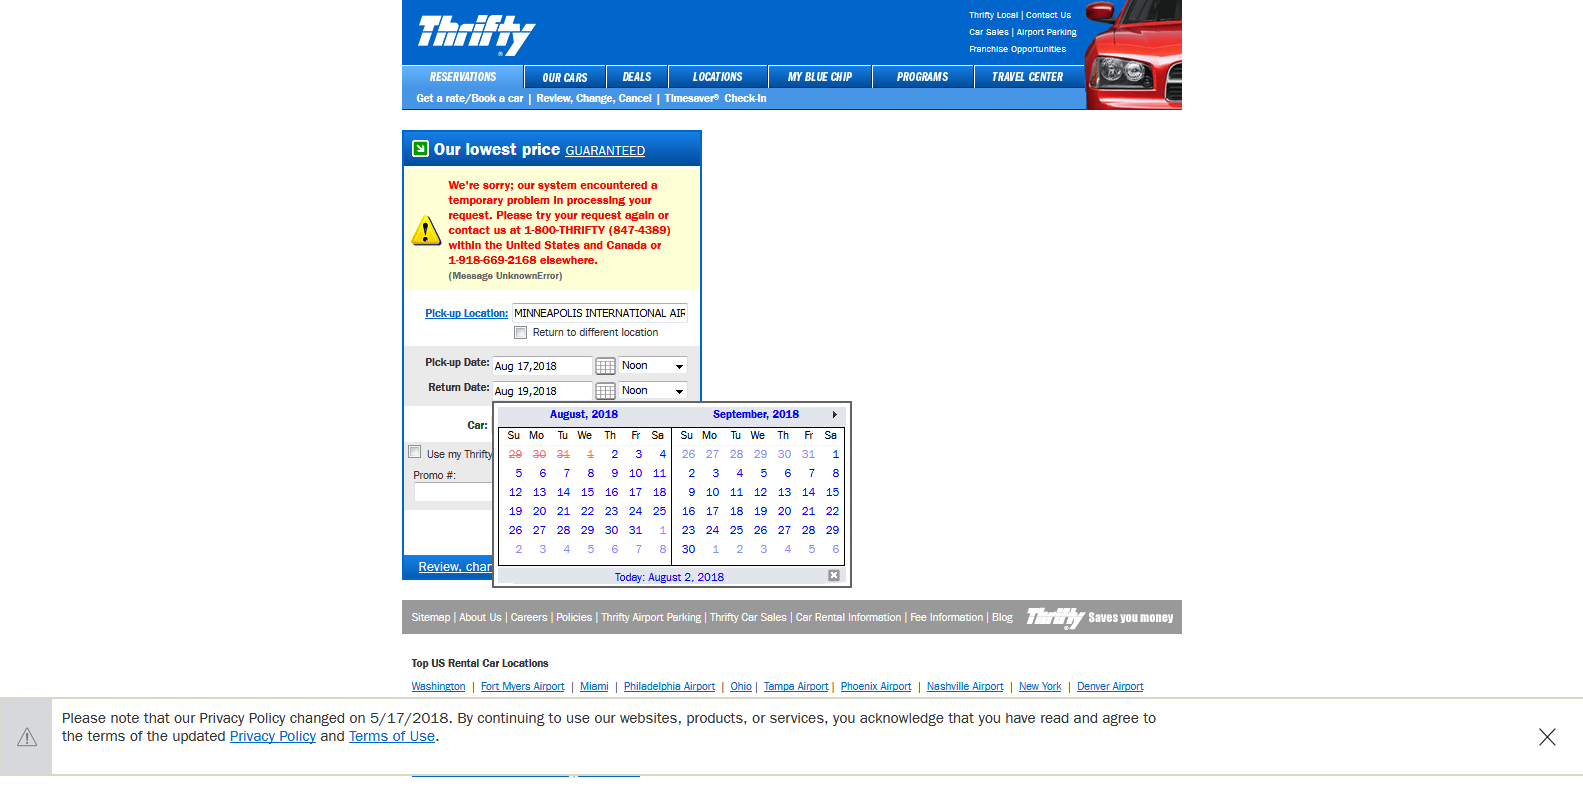 Thrifty
Thrifty Local | Contact Us
Car Sales | Airport Parking
Franchise Opportunities
RESERVATIONS OUR CARS DEALS LOCATIONS MY BLUE CHIP PROGRAMS TRAVEL CENTER
Get a rate/Book a car | Review, Change, Cancel | Timesaver® Check-In
Our lowest price GUARANTEED
We're sorry; our system encountered a
temporary problem in processing your
request. Please try your request again or
contact us at 1-800-THRIFTY (847-4389)
within the United States and Canada or
1-918-669-2168 elsewhere.
(Message UnknownError)
Pick-up Location: MINNEAPOLIS INTERNATIONAL AIR
Return to different location
Pick-up Date: Aug 17,2018 Noon
Return Date: Aug 19,2018 Noon
Car:
Use my Thrifty
Promo #:
Review, char
August, 2018 September, 2018
Su Mo Tu We Th Fr Sa Su Mo Tu We Th Fr Sa
29 30 31 1 2 3 4 26 27 28 29 30 31 1
5 6 7 8 9 10 11 2 3 4 5 6 7 8
12 13 14 15 16 17 18 9 10 11 12 13 14 15
19 20 21 22 23 24 25 16 17 18 19 20 21 22
26 27 28 29 30 31 1 23 24 25 26 27 28 29
2 3 4 5 6 7 8 30 1 2 3 4 5 6
Today: August 2, 2018
Sitemap | About Us | Careers | Policies | Thrifty Airport Parking | Thrifty Car Sales | Car Rental Information | Fee Information | Blog Thrifty Saves you money
Top US Rental Car Locations
Washington | Fort Myers Airport | Miami | Philadelphia Airport | Ohio | Tampa Airport | Phoenix Airport | Nashville Airport | New York | Denver Airport
Please note that our Privacy Policy changed on 5/17/2018. By continuing to use our websites, products, or services, you acknowledge that you have read and agree to
the terms of the updated Privacy Policy and Terms of Use.